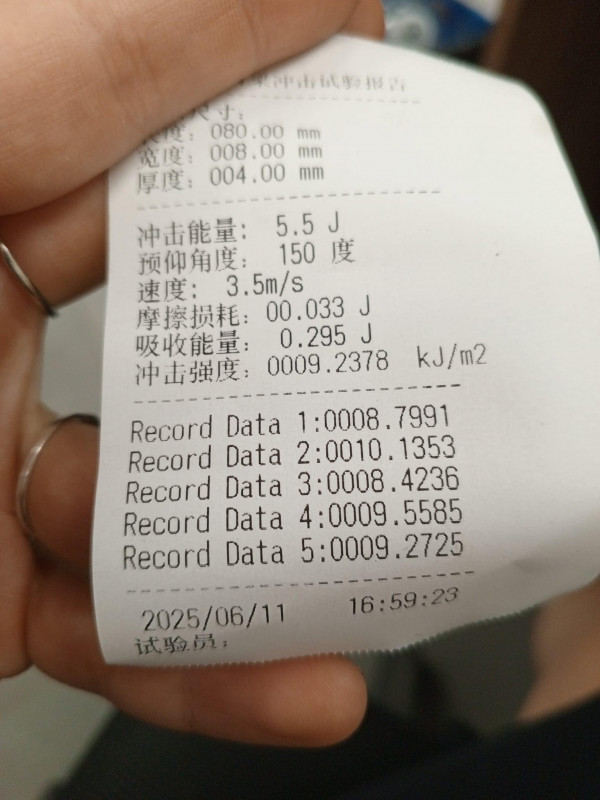 冲击试验报告
尺寸:
长度: 080.00 mm
宽度: 008.00 mm
厚度: 004.00 mm
冲击能量: 5.5 J
预仰角度: 150 度
速度: 3.5m/s
摩擦损耗: 00.033 J
吸收能量: 0.295 J
冲击强度: 0009.2378 kJ/m2
Record Data 1:0008.7991
Record Data 2:0010.1353
Record Data 3:0008.4236
Record Data 4:0009.5585
Record Data 5:0009.2725
2025/06/11 16:59:23
试验员: